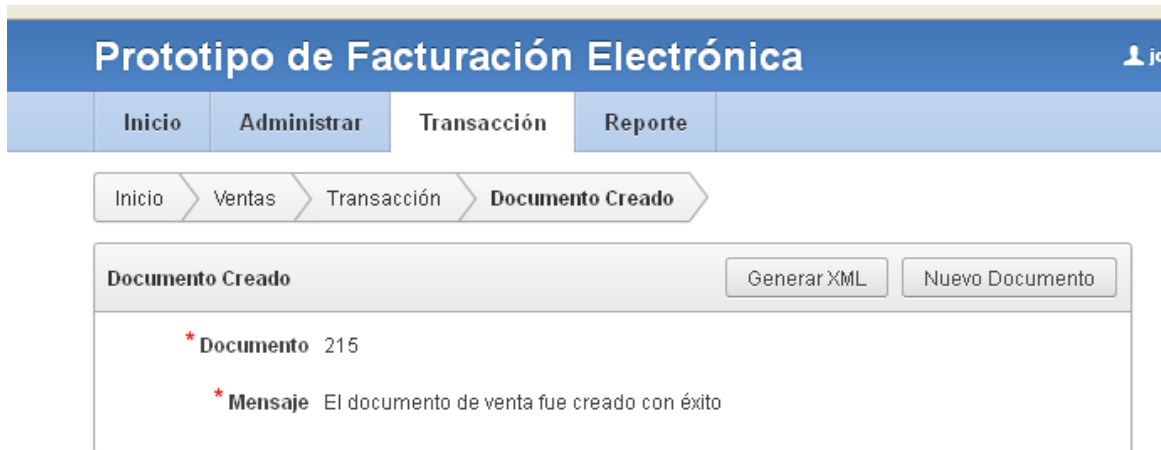 Prototipo de Facturación Electrónica
Inicio Administrar Transacción Reporte
Inicio Ventas Transacción Documento Creado
Documento Creado Generar XML Nuevo Documento
* Documento 215
* Mensaje El documento de venta fue creado con éxito